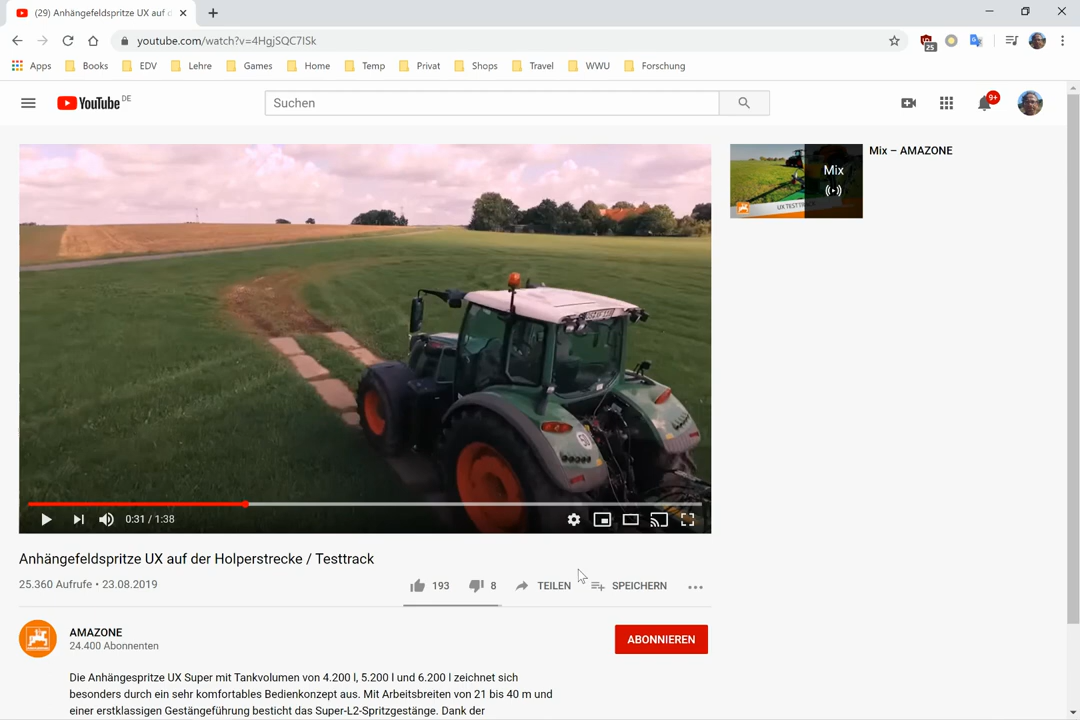 (29) Anhängefeldspritze UX auf d
youtube.com/watch?v=4HgjSQC7ISk
25
Apps Books EDV Lehre Games Home Temp Privat Shops Travel WWU Forschung
YouTube DE
Suchen
9+
Mix
UX TESTTRACK
Mix – AMAZONE
0:31 / 1:38
Anhängefeldspritze UX auf der Holperstrecke / Testtrack
25.360 Aufrufe • 23.08.2019
193 8 TEILEN SPEICHERN
AMAZONE
24.400 Abonnenten
ABONNIEREN
Die Anhängespritze UX Super mit Tankvolumen von 4.200 l, 5.200 l und 6.200 l zeichnet sich
besonders durch ein sehr komfortables Bedienkonzept aus. Mit Arbeitsbreiten von 21 bis 40 m und
einer erstklassigen Gestängeführung besticht das Super-L2-Spritzgestänge. Dank der